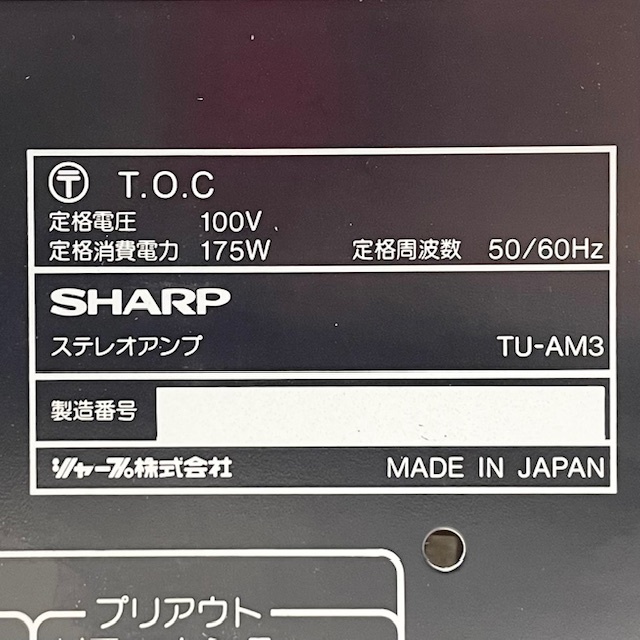 〒 T.O.C
定格電圧 100V
定格消費電力 175W 定格周波数 50/60Hz
SHARP
ステレオアンプ TU-AM3
製造番号
シャープ株式会社 MADE IN JAPAN
プリアウト